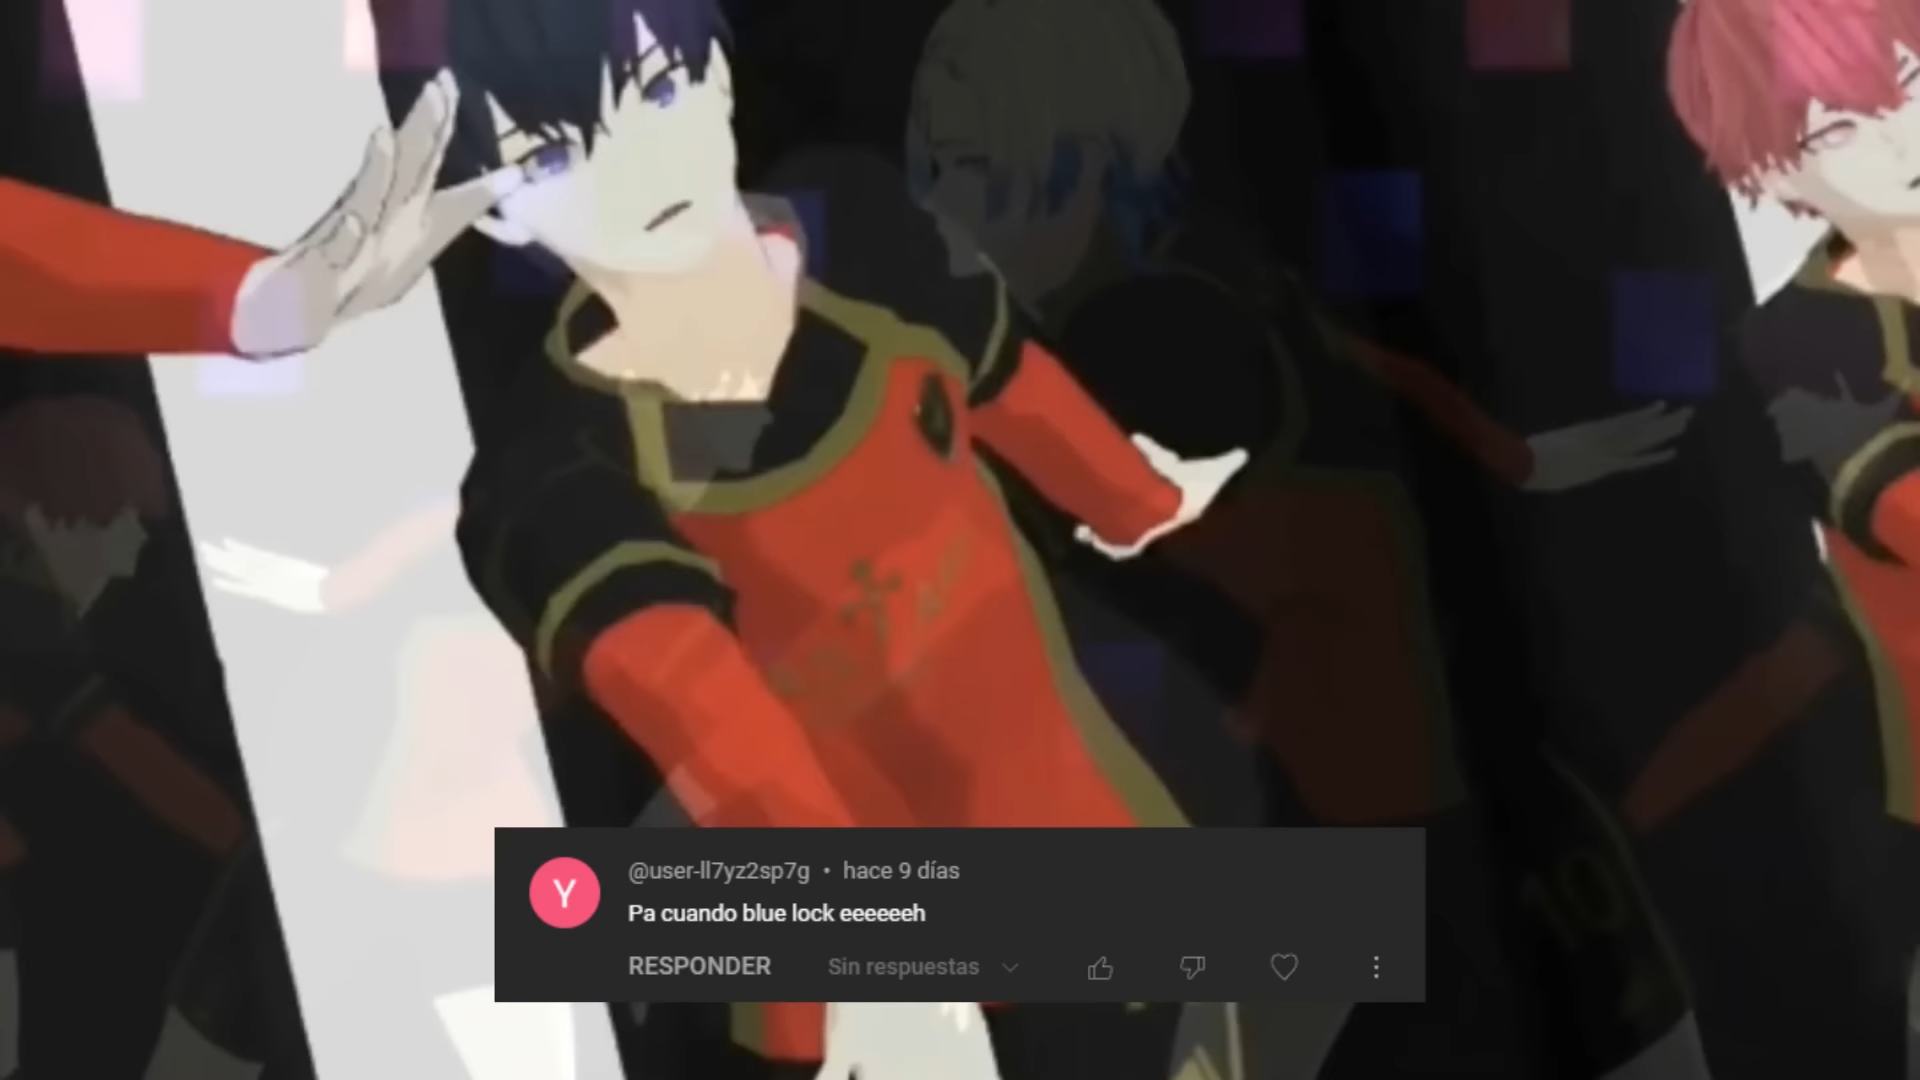 Y
@user-ll7yz2sp7g • hace 9 días
Pa cuando blue lock eeeeeeh
RESPONDER Sin respuestas